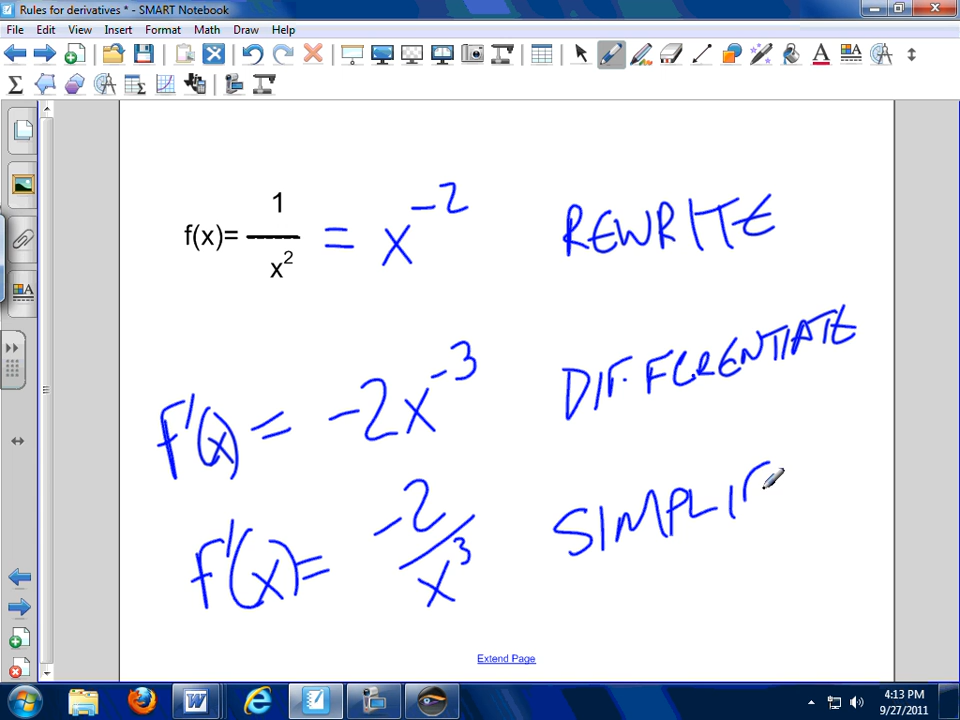 Rules for derivatives * - SMART Notebook
File Edit View Insert Format Math Draw Help
f(x)= 1/x² = x⁻² REWRITE
f'(x) = -2x⁻³ DIFFERENTIATE
f'(x)= -2/x³ SIMPLIF
Extend Page
4:13 PM
9/27/2011